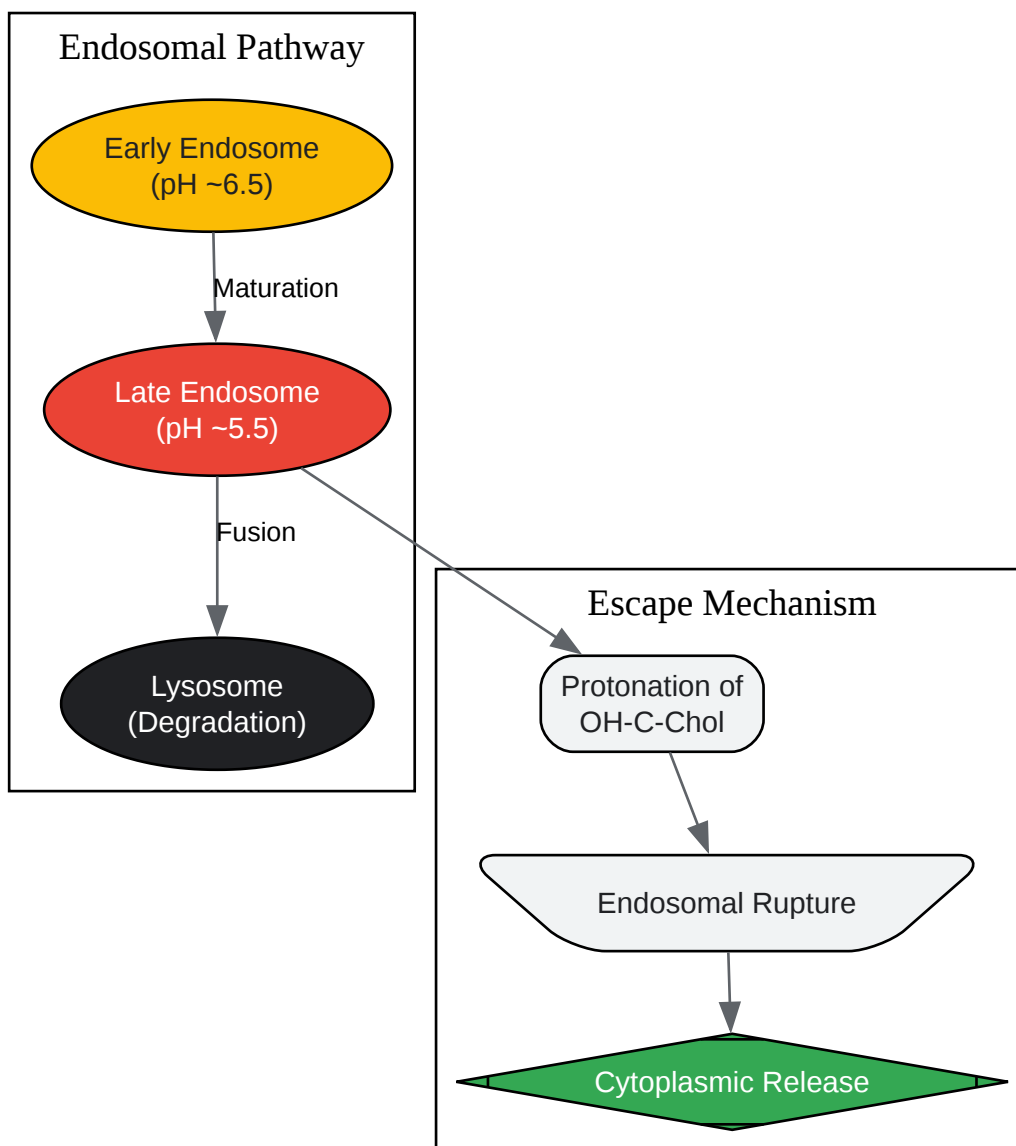 Endosomal Pathway
Early Endosome
(pH ~6.5)
Maturation
Late Endosome
(pH ~5.5)
Fusion
Lysosome
(Degradation)
Escape Mechanism
Protonation of
OH-C-Chol
Endosomal Rupture
Cytoplasmic Release